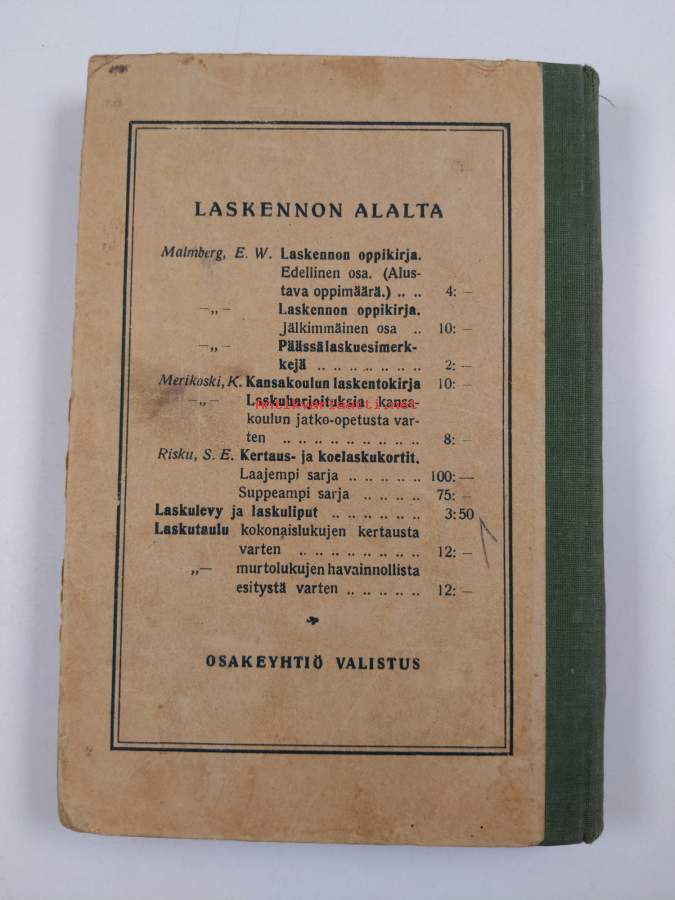 LASKENNON ALALTA
Malmberg, E. W. Laskennon oppikirja.
Edellinen osa. (Alus-
tava oppimäärä.) .. .. 4: —
—„— Laskennon oppikirja.
Jälkimmäinen osa .. 10: —
—„— Päässälaskuesimerk-
kejä .. .. .. .. .. .. .. 2: —
Merikoski, K. Kansakoulun laskentokirja 10: —
—„— Laskuharjoituksia kansa-
Antikvariaatti.net
koulun jatko-opetusta var-
ten .. .. .. .. .. .. .. .. .. 8: —
Risku, S. E. Kertaus- ja koelaskukortit.
Laajempi sarja .. .. .. .. .. 100: —
Suppeampi sarja .. .. .. .. 75: —
Laskulevy ja laskuliput .. .. .. .. .. .. 3: 50
Laskutaulu kokonaislukujen kertausta
varten .. .. .. .. .. .. .. .. 12: —
„— murtolukujen havainnollista
esitystä varten .. .. .. .. .. 12: —
OSAKEYHTIÖ VALISTUS